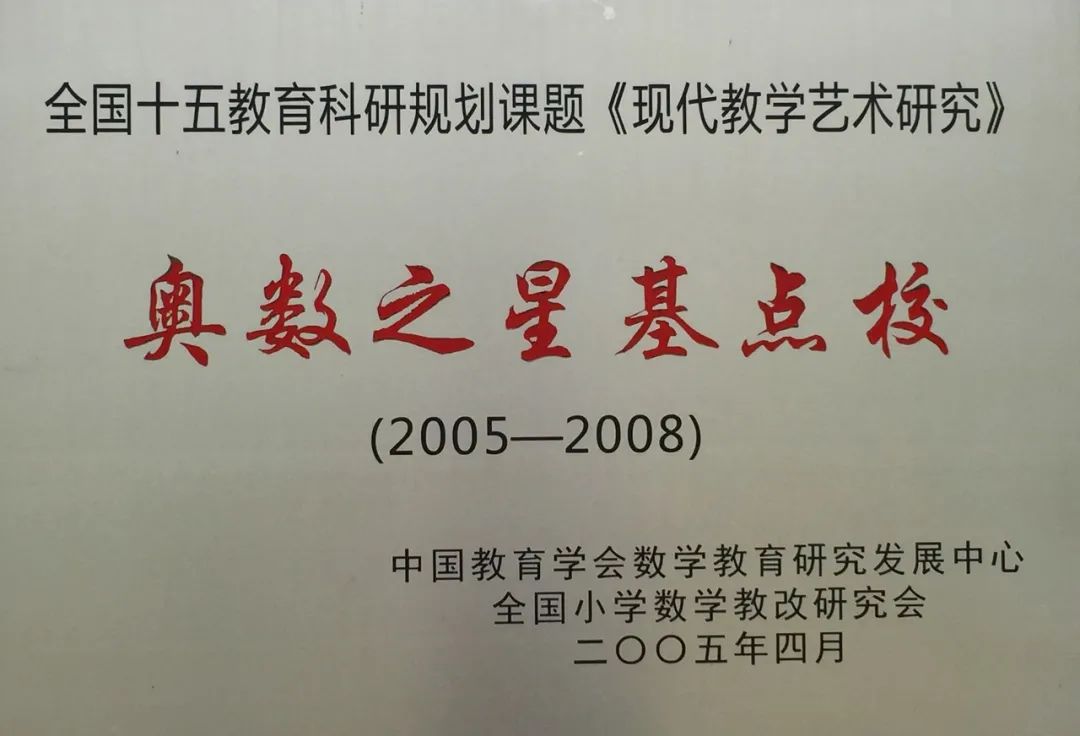 全国十五教育科研规划课题《现代教学艺术研究》
奥数之星基点校
(2005—2008)
中国教育学会数学教育研究发展中心
全国小学数学教改研究会
二〇〇五年四月